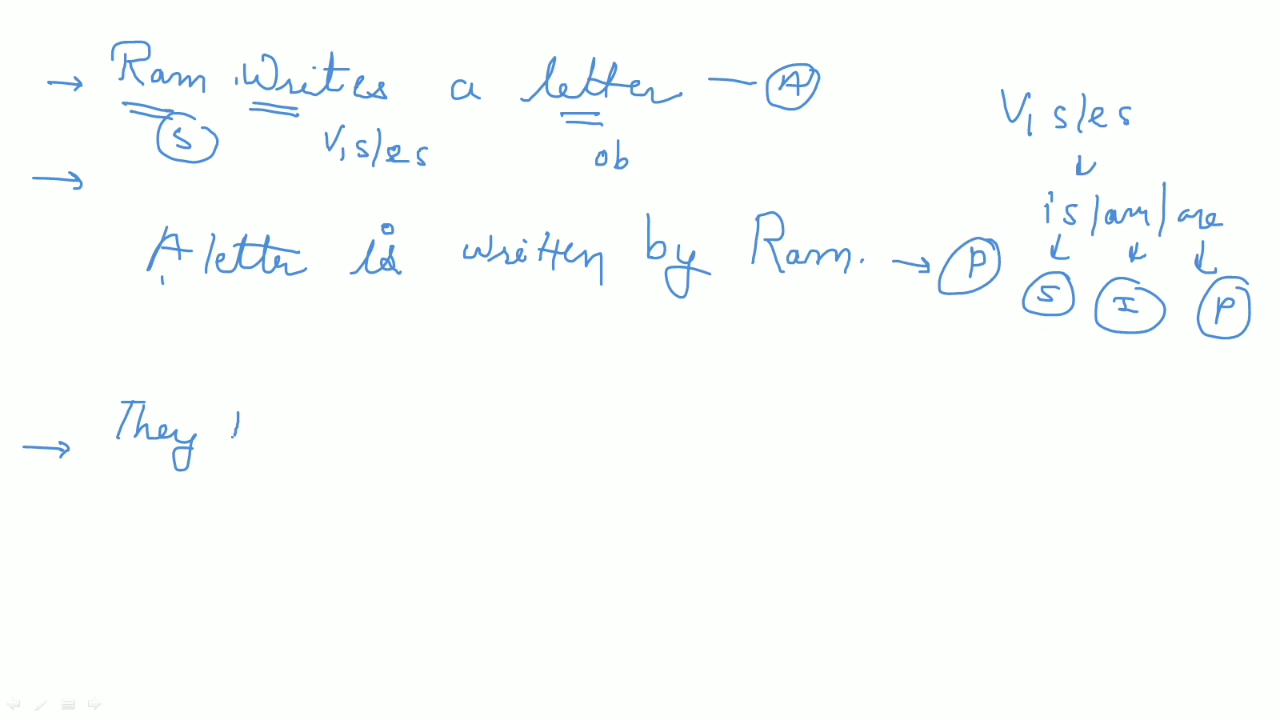 → Ram writes a letter — A
S V1 s/es ob
V1 s/es
→
is/am/are
S I P
A letter is written by Ram. → P
→ They